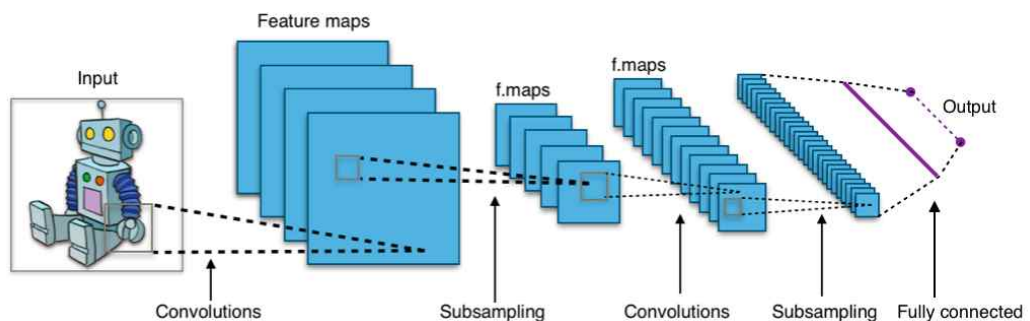 Feature maps
Input
f.maps
f.maps
Output
Convolutions
Subsampling
Convolutions
Subsampling
Fully connected